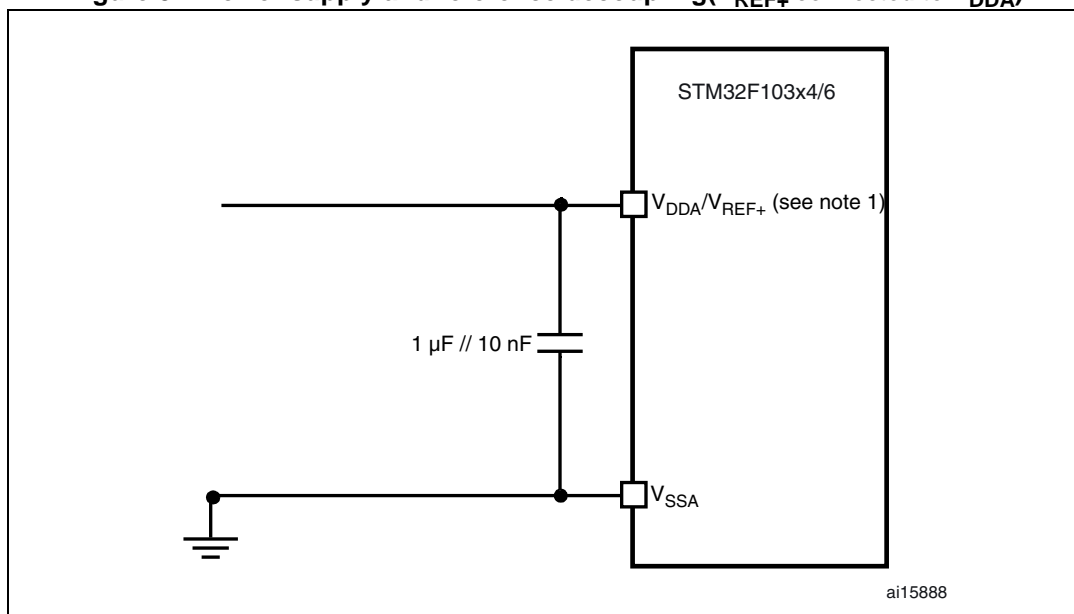 STM32F103x4/6
VDDA/VREF+ (see note 1)
1 µF // 10 nF
VSSA
ai15888